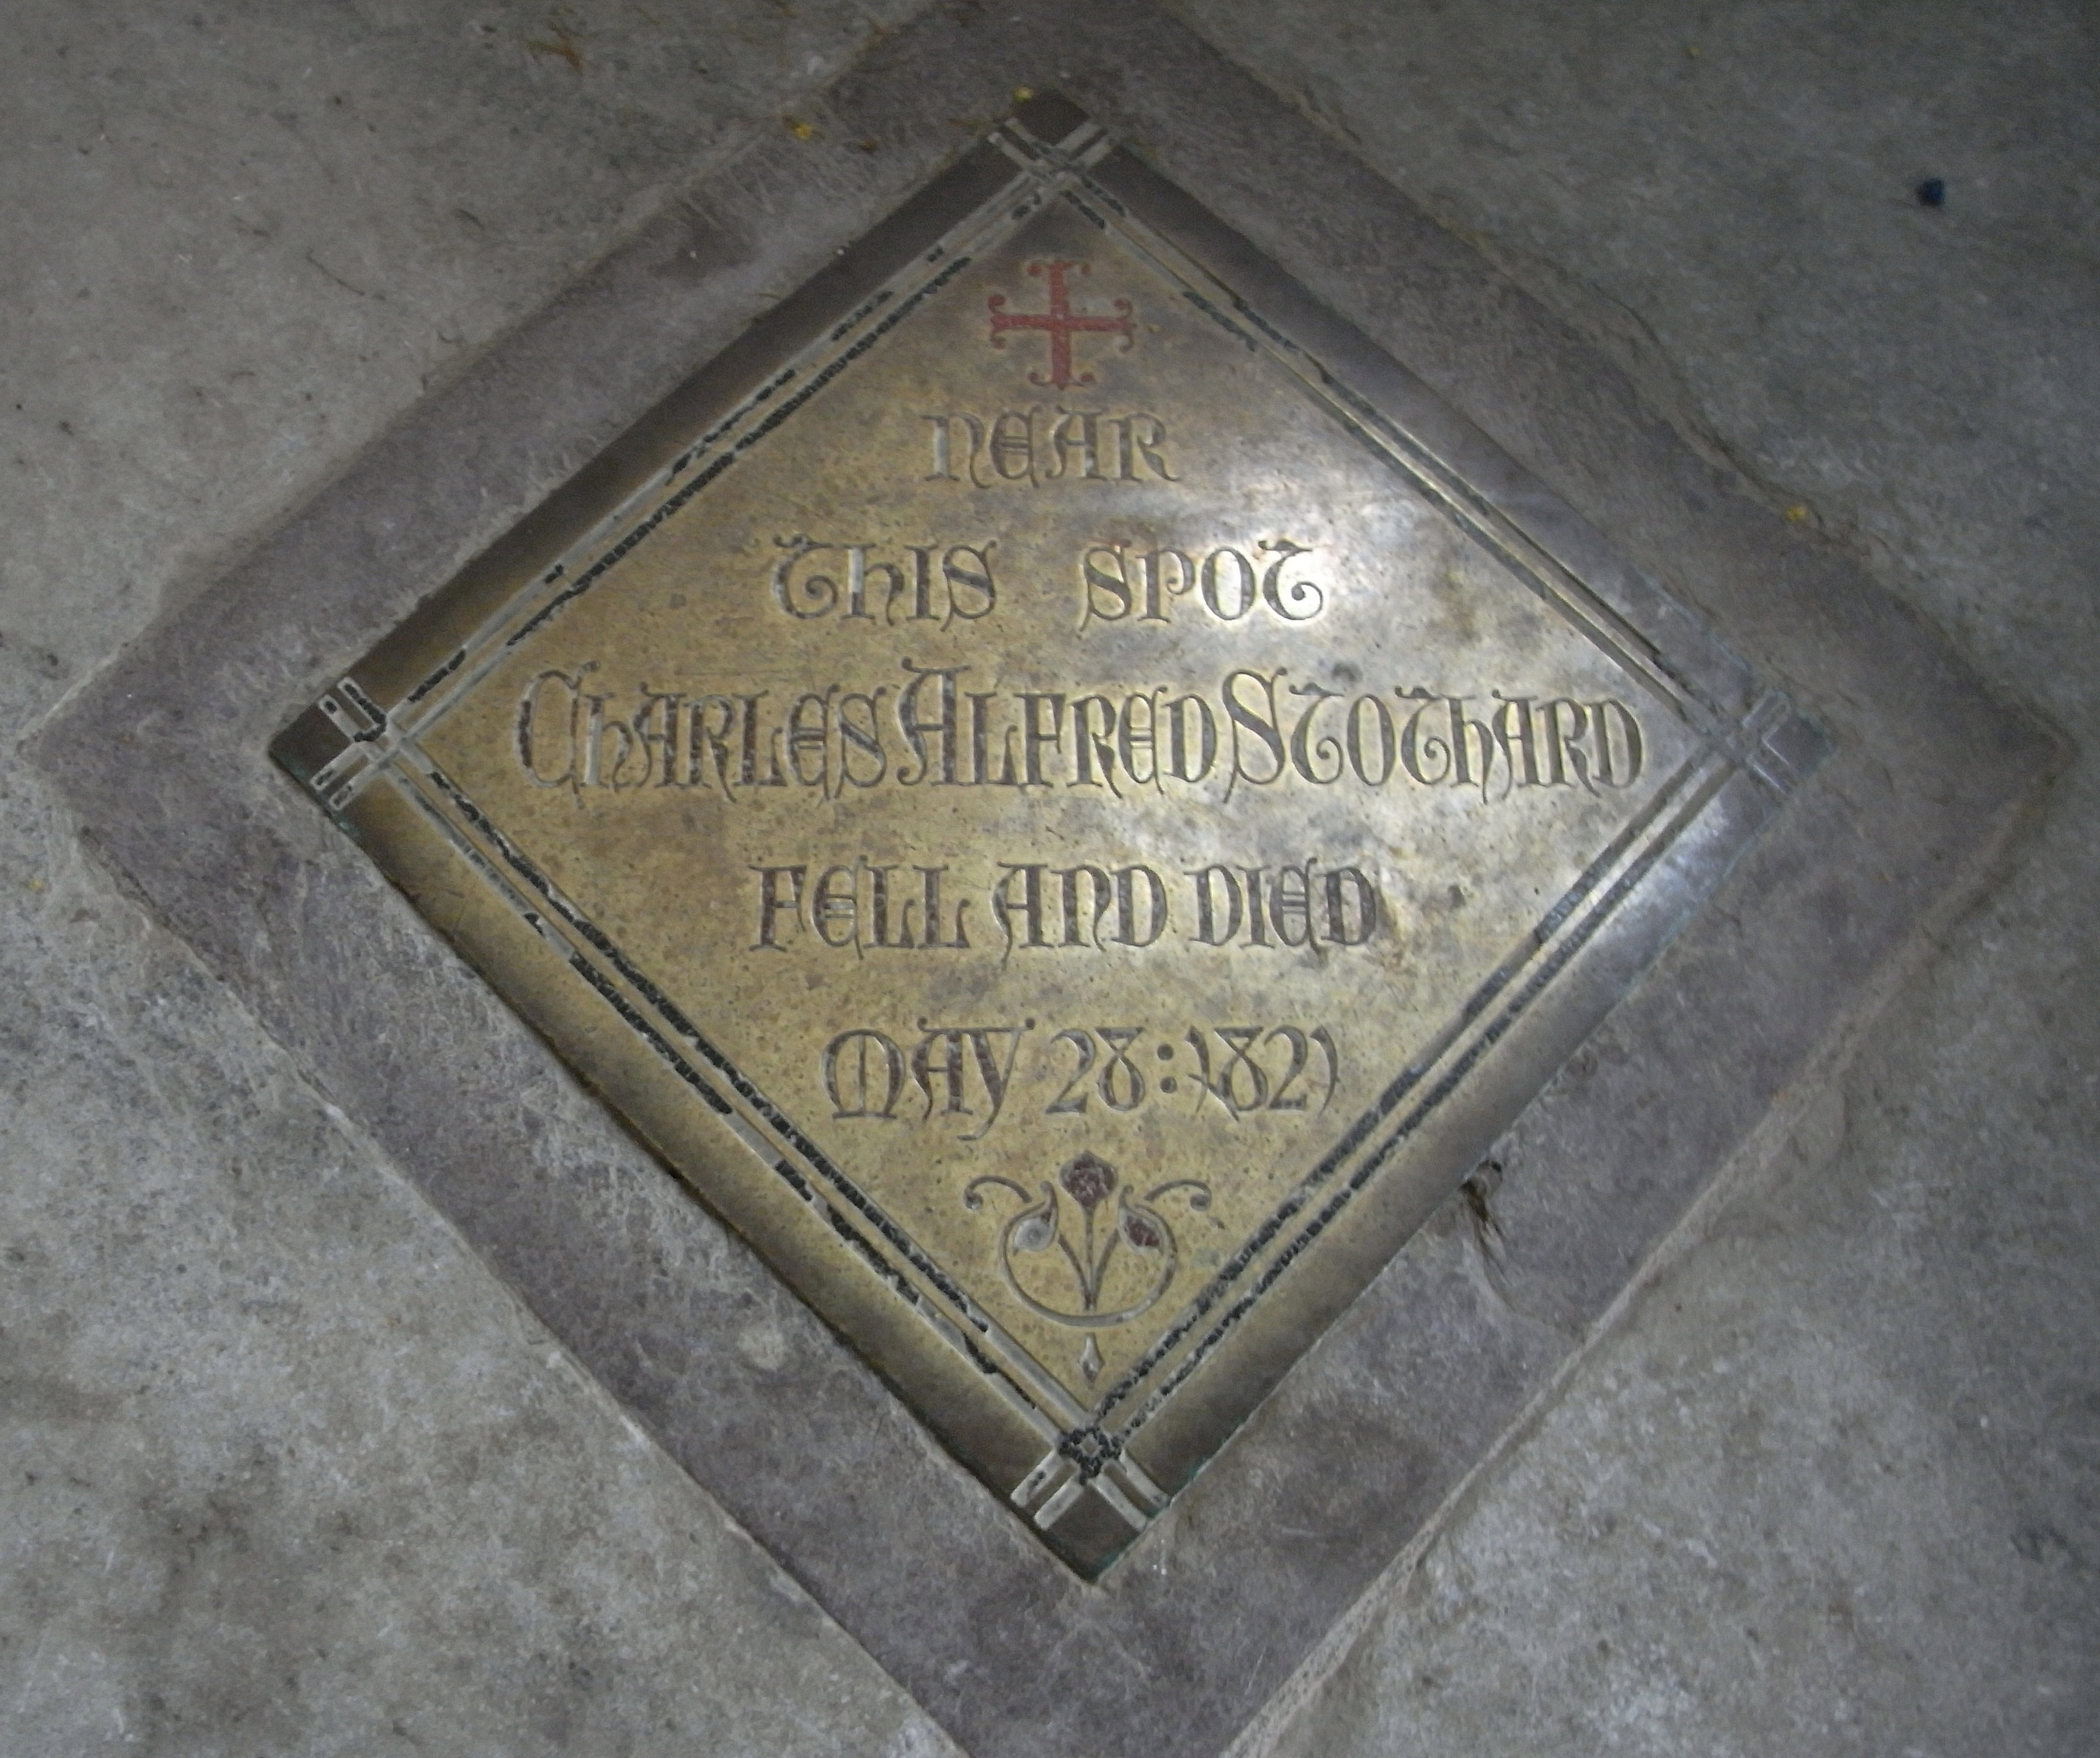 NEAR
THIS SPOT
CHARLES ALFRED STOTHARD
FELL AND DIED
MAY 28: 1821